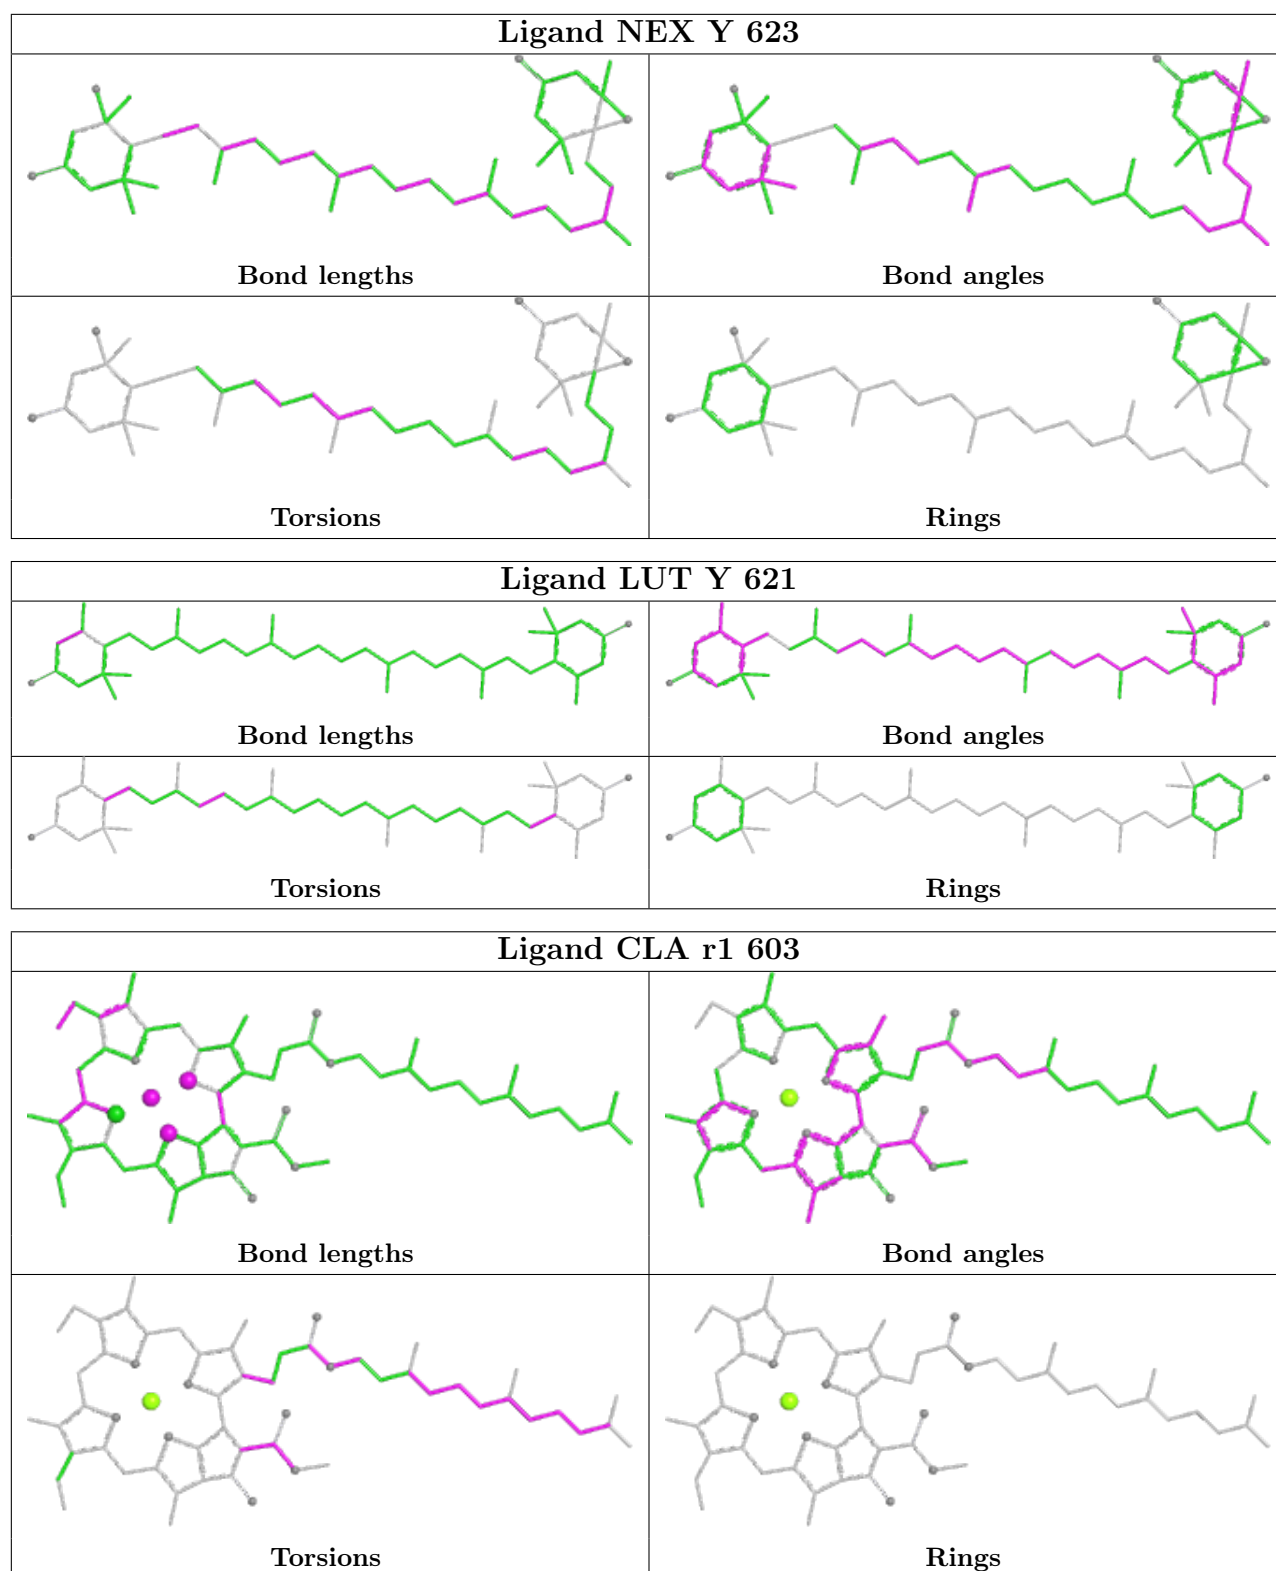 Ligand NEX Y 623
Bond lengths
Bond angles
Torsions
Rings
Ligand LUT Y 621
Bond lengths
Bond angles
Torsions
Rings
Ligand CLA r1 603
Bond lengths
Bond angles
Torsions
Rings